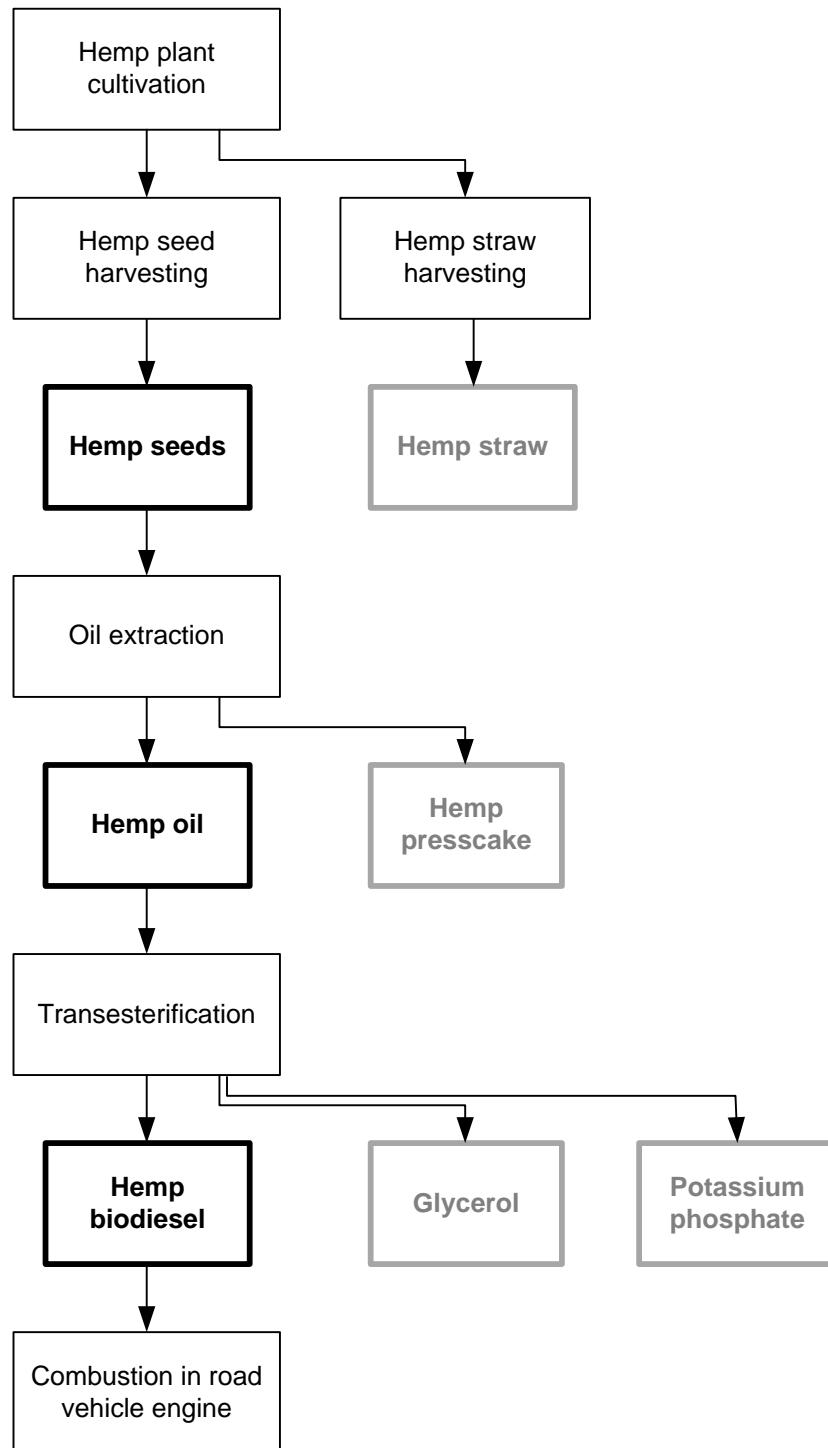 Hemp plant
cultivation
Hemp seed
harvesting
Hemp straw
harvesting
Hemp seeds
Hemp straw
Oil extraction
Hemp oil
Hemp
presscake
Transesterification
Hemp
biodiesel
Glycerol
Potassium
phosphate
Combustion in road
vehicle engine